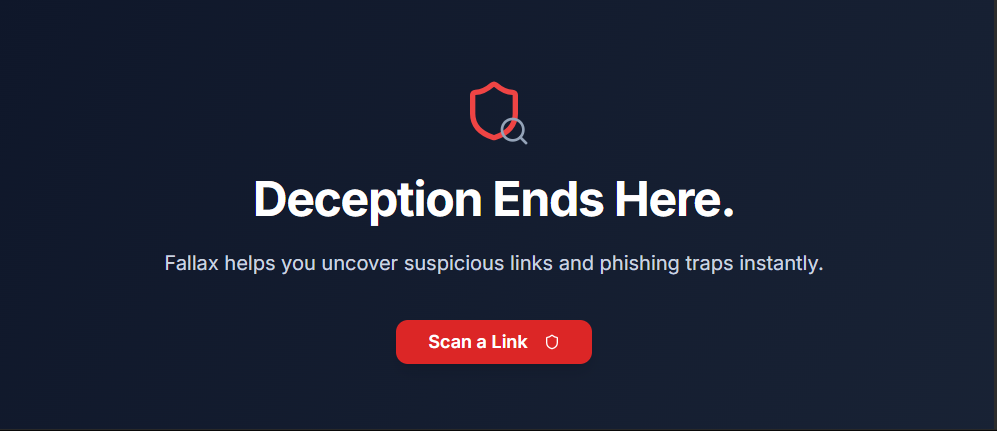 Deception Ends Here.
Fallax helps you uncover suspicious links and phishing traps instantly.
Scan a Link